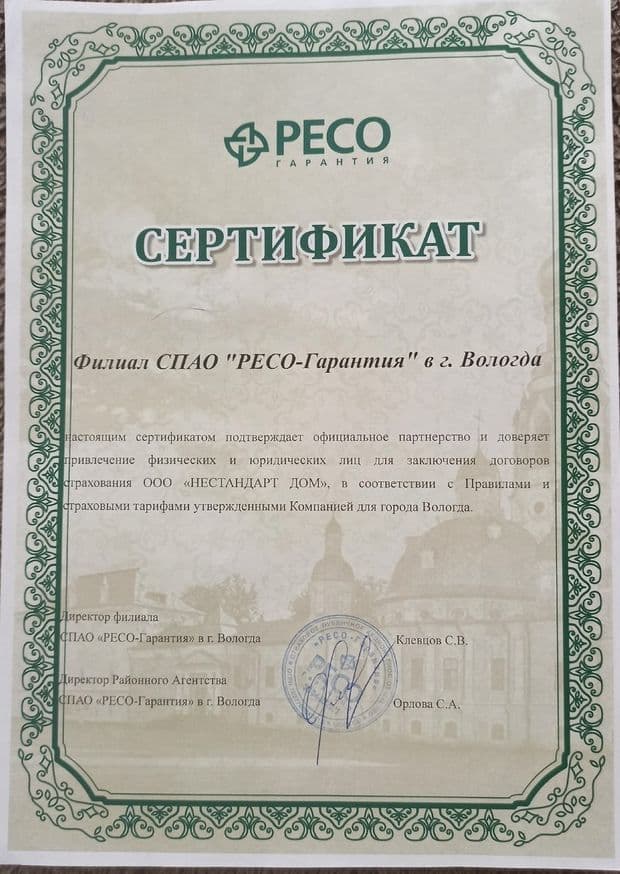 РЕСО
ГАРАНТИЯ
СЕРТИФИКАТ
Филиал СПАО "РЕСО-Гарантия" в г. Вологда
настоящим сертификатом подтверждает официальное партнерство и доверяет
привлечение физических и юридических лиц для заключения договоров
страхования ООО «НЕСТАНДАРТ ДОМ», в соответствии с Правилами и
страховыми тарифами утвержденными Компанией для города Вологда.
Директор филиала
СПАО «РЕСО-Гарантия» в г. Вологда
Клевцов С.В.
Директор Районного Агентства
СПАО «РЕСО-Гарантия» в г. Вологда
Орлова С.А.